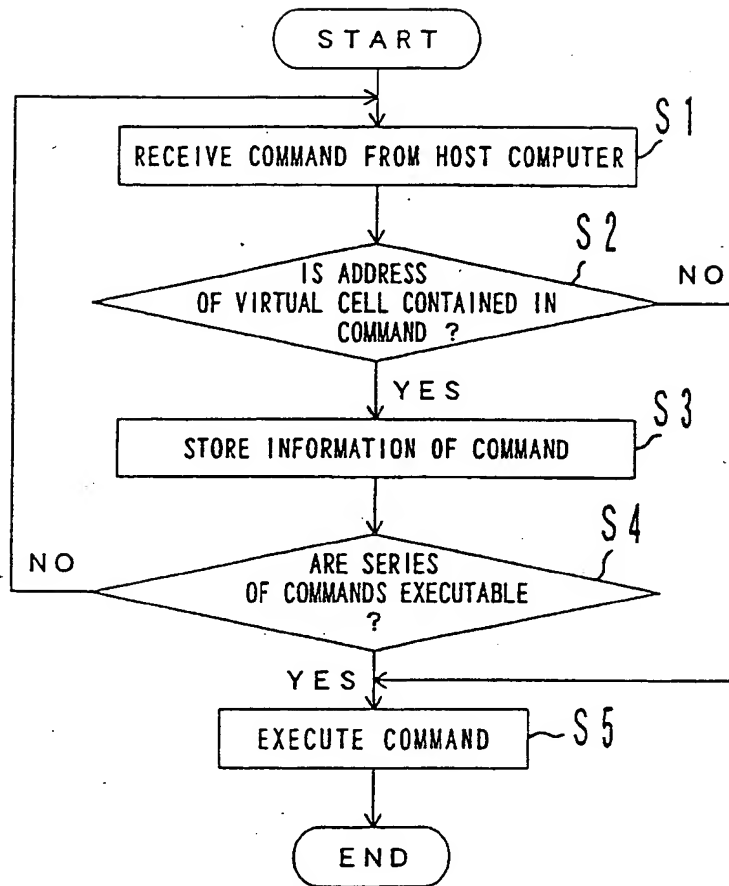 START
S1
RECEIVE COMMAND FROM HOST COMPUTER
S2
IS ADDRESS
OF VIRTUAL CELL CONTAINED IN
COMMAND ?
NO
YES
S3
STORE INFORMATION OF COMMAND
S4
NO
ARE SERIES
OF COMMANDS EXECUTABLE
?
YES
S5
EXECUTE COMMAND
END